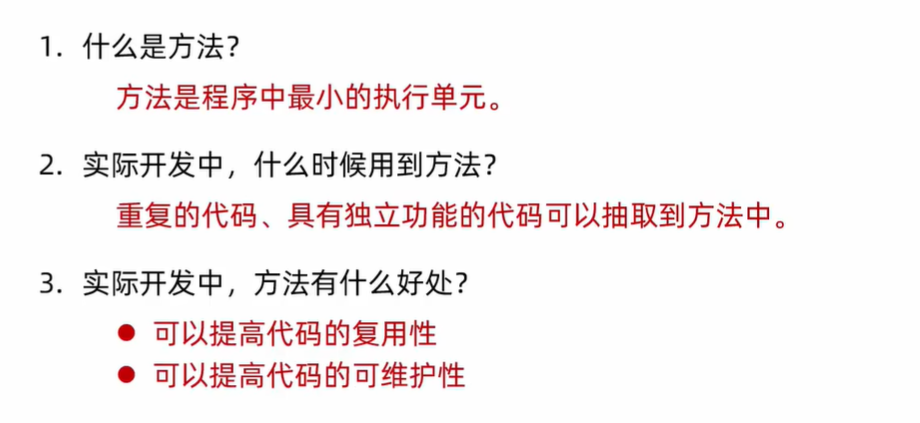 1. 什么是方法?
方法是程序中最小的执行单元。
2. 实际开发中，什么时候用到方法?
重复的代码、具有独立功能的代码可以抽取到方法中。
3. 实际开发中，方法有什么好处?
● 可以提高代码的复用性
● 可以提高代码的可维护性